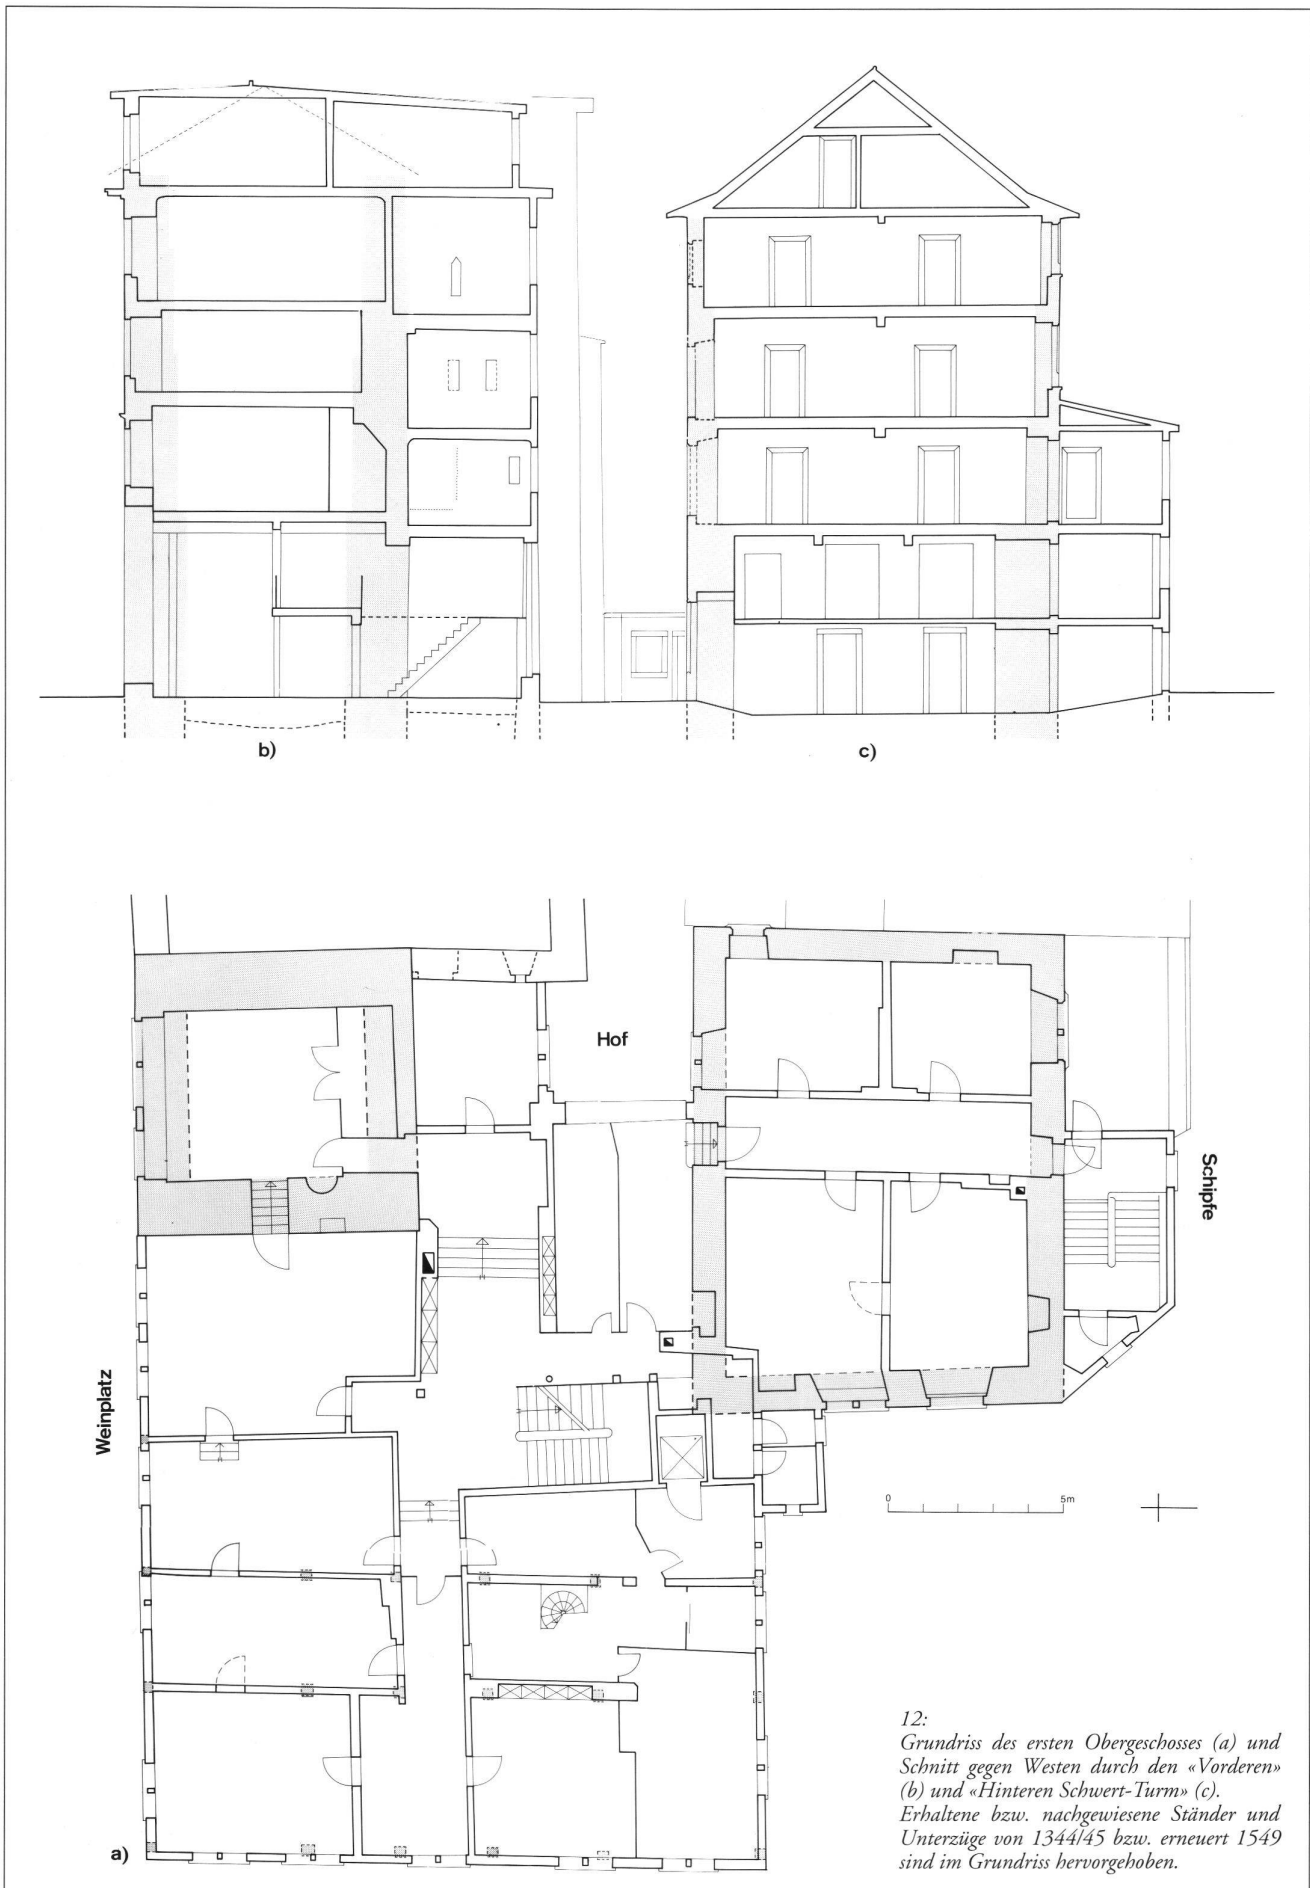 b)
c)
Hof
Schipfe
Weinplatz
0 5m
a)
12:
Grundriss des ersten Obergeschosses (a) und
Schnitt gegen Westen durch den «Vorderen»
(b) und «Hinteren Schwert-Turm» (c).
Erhaltene bzw. nachgewiesene Ständer und
Unterzüge von 1344/45 bzw. erneuert 1549
sind im Grundriss hervorgehoben.